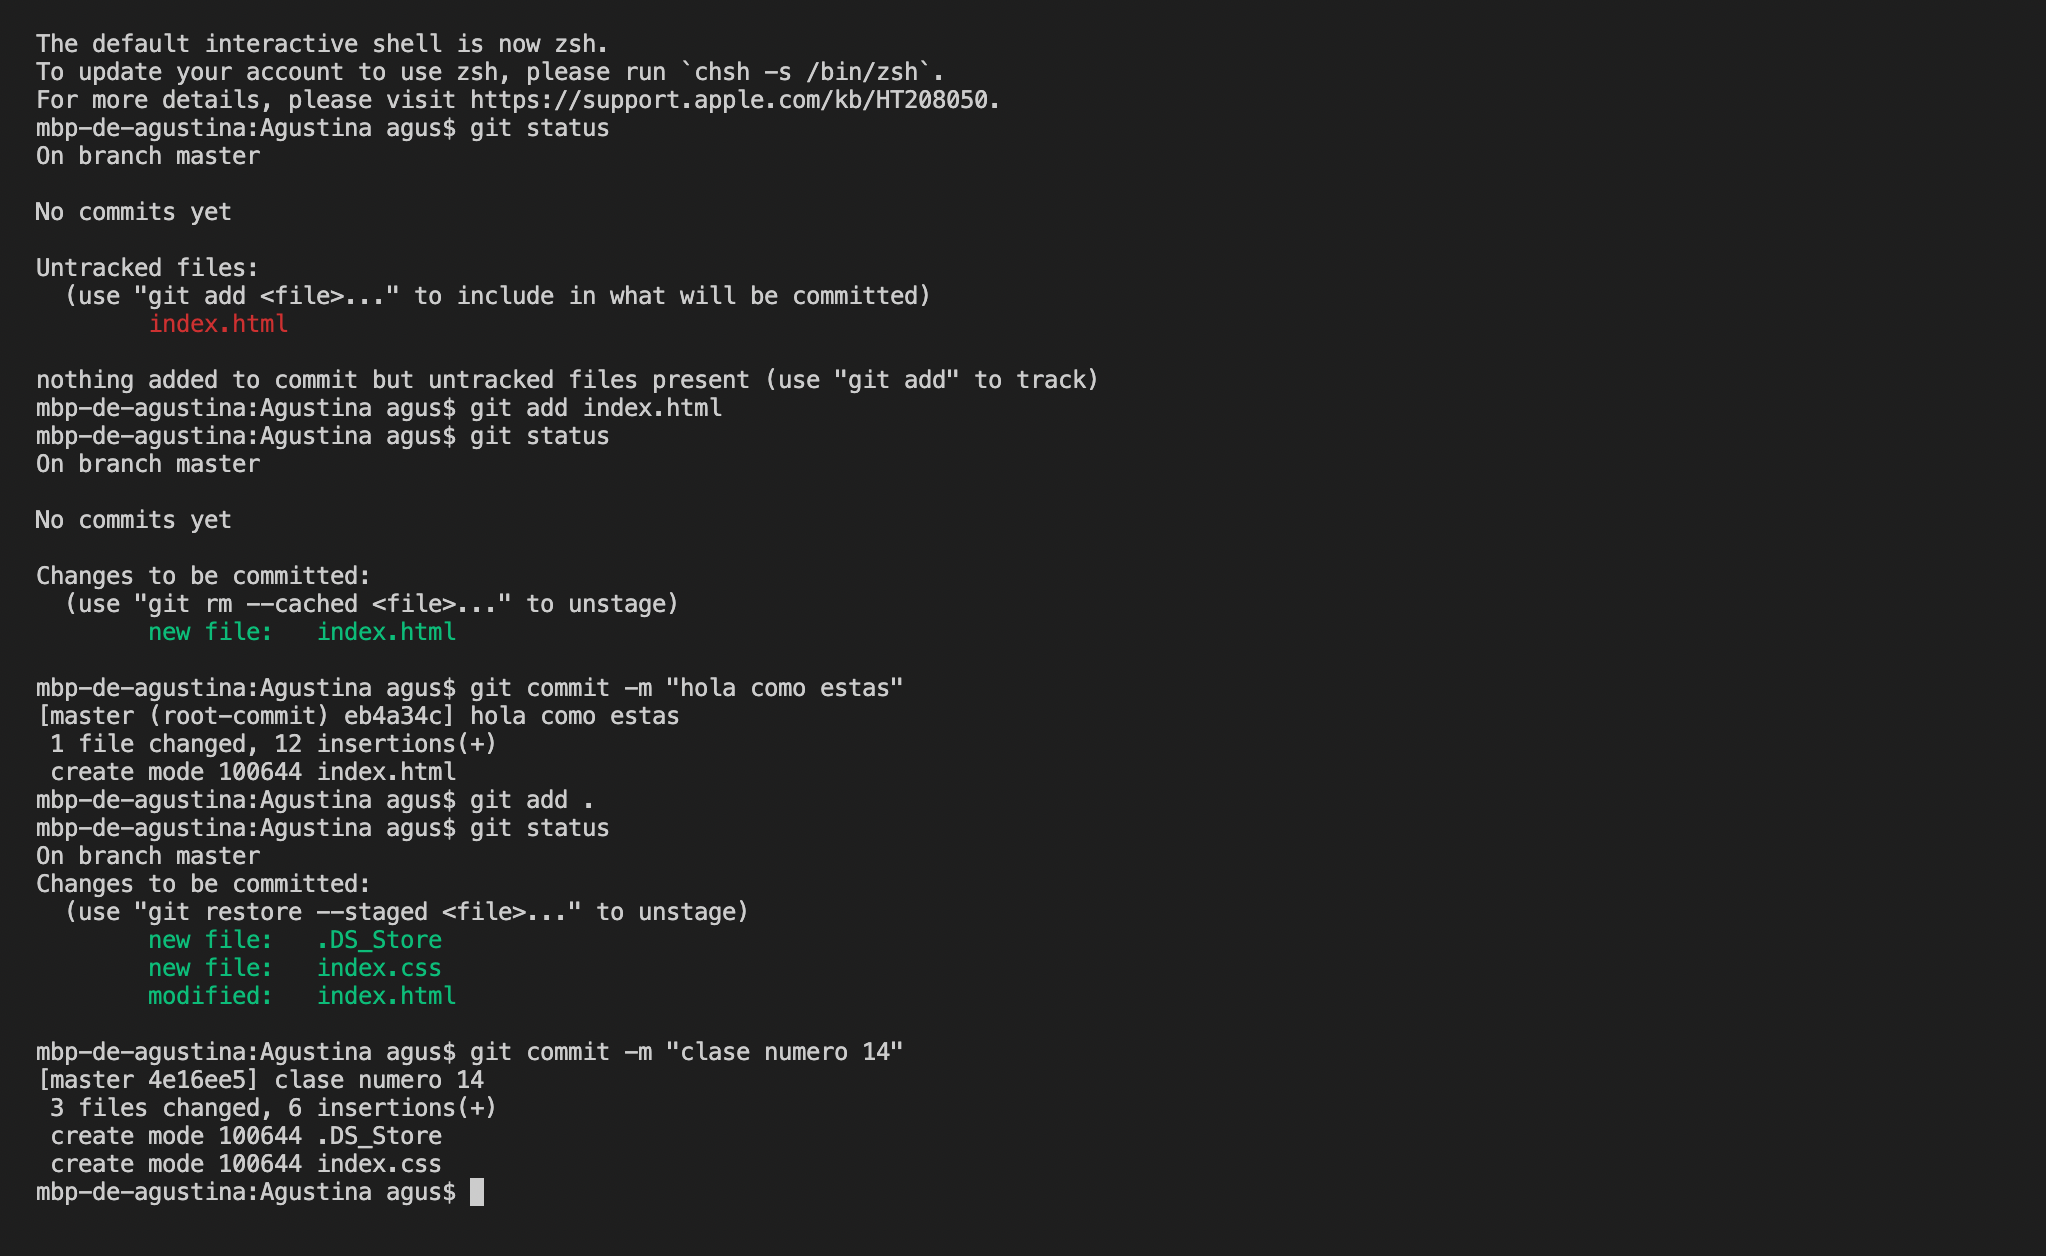 The default interactive shell is now zsh.
To update your account to use zsh, please run `chsh -s /bin/zsh`.
For more details, please visit https://support.apple.com/kb/HT208050.
mbp-de-agustina:Agustina agus$ git status
On branch master

No commits yet

Untracked files:
  (use "git add <file>..." to include in what will be committed)
        index.html

nothing added to commit but untracked files present (use "git add" to track)
mbp-de-agustina:Agustina agus$ git add index.html
mbp-de-agustina:Agustina agus$ git status
On branch master

No commits yet

Changes to be committed:
  (use "git rm --cached <file>..." to unstage)
        new file:   index.html

mbp-de-agustina:Agustina agus$ git commit -m "hola como estas"
[master (root-commit) eb4a34c] hola como estas
 1 file changed, 12 insertions(+)
 create mode 100644 index.html
mbp-de-agustina:Agustina agus$ git add .
mbp-de-agustina:Agustina agus$ git status
On branch master
Changes to be committed:
  (use "git restore --staged <file>..." to unstage)
        new file:   .DS_Store
        new file:   index.css
        modified:   index.html

mbp-de-agustina:Agustina agus$ git commit -m "clase numero 14"
[master 4e16ee5] clase numero 14
 3 files changed, 6 insertions(+)
 create mode 100644 .DS_Store
 create mode 100644 index.css
mbp-de-agustina:Agustina agus$